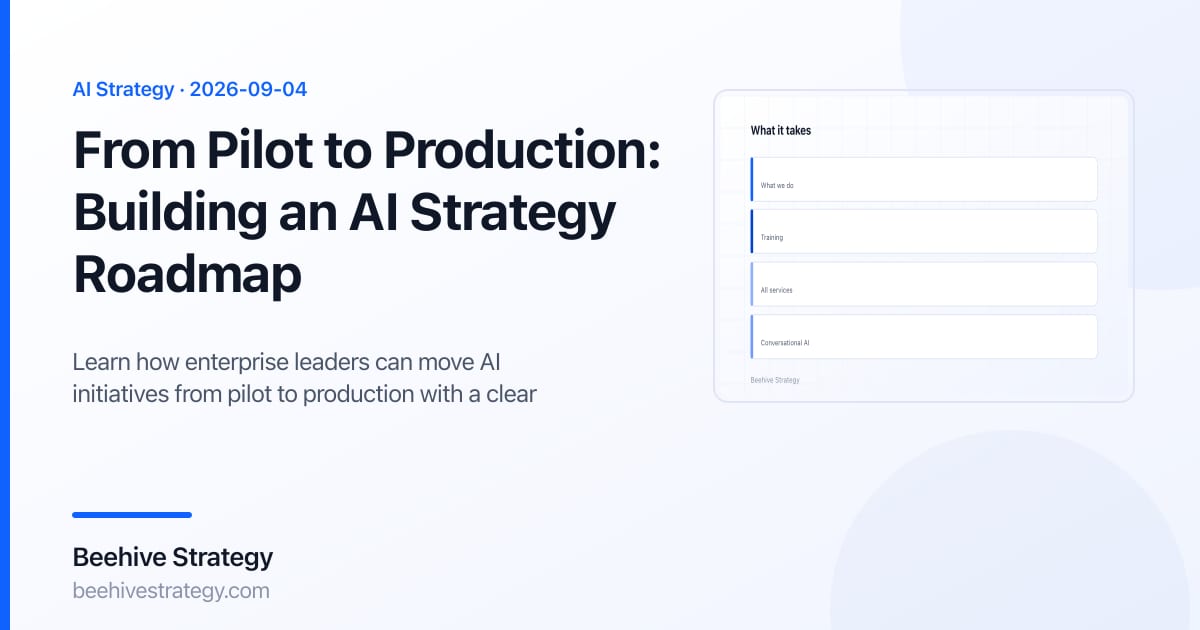 AI Strategy · 2026-09-04
From Pilot to Production:
Building an AI Strategy
Roadmap
Learn how enterprise leaders can move AI
initiatives from pilot to production with a clear
Beehive Strategy
beehivestrategy.com
What it takes
What we do
Training
All services
Conversational AI
Beehive Strategy